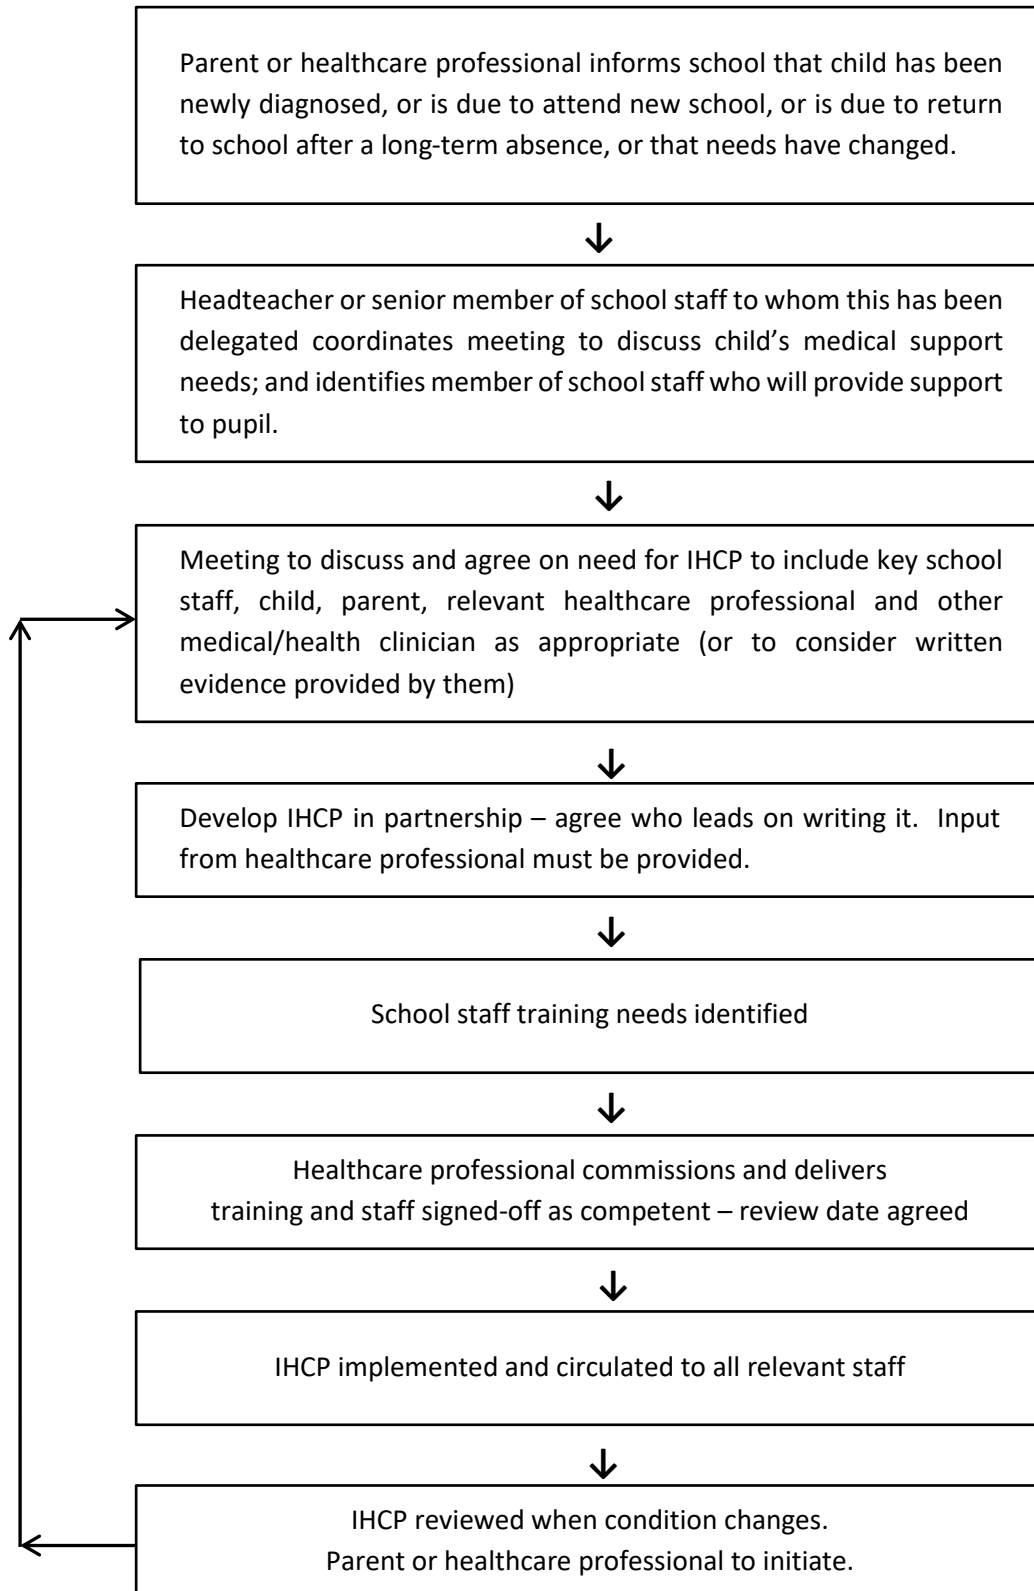 Parent or healthcare professional informs school that child has been
newly diagnosed, or is due to attend new school, or is due to return
to school after a long-term absence, or that needs have changed.
Headteacher or senior member of school staff to whom this has been
delegated coordinates meeting to discuss child’s medical support
needs; and identifies member of school staff who will provide support
to pupil.
Meeting to discuss and agree on need for IHCP to include key school
staff, child, parent, relevant healthcare professional and other
medical/health clinician as appropriate (or to consider written
evidence provided by them)
Develop IHCP in partnership – agree who leads on writing it. Input
from healthcare professional must be provided.
School staff training needs identified
Healthcare professional commissions and delivers
training and staff signed-off as competent – review date agreed
IHCP implemented and circulated to all relevant staff
IHCP reviewed when condition changes.
Parent or healthcare professional to initiate.